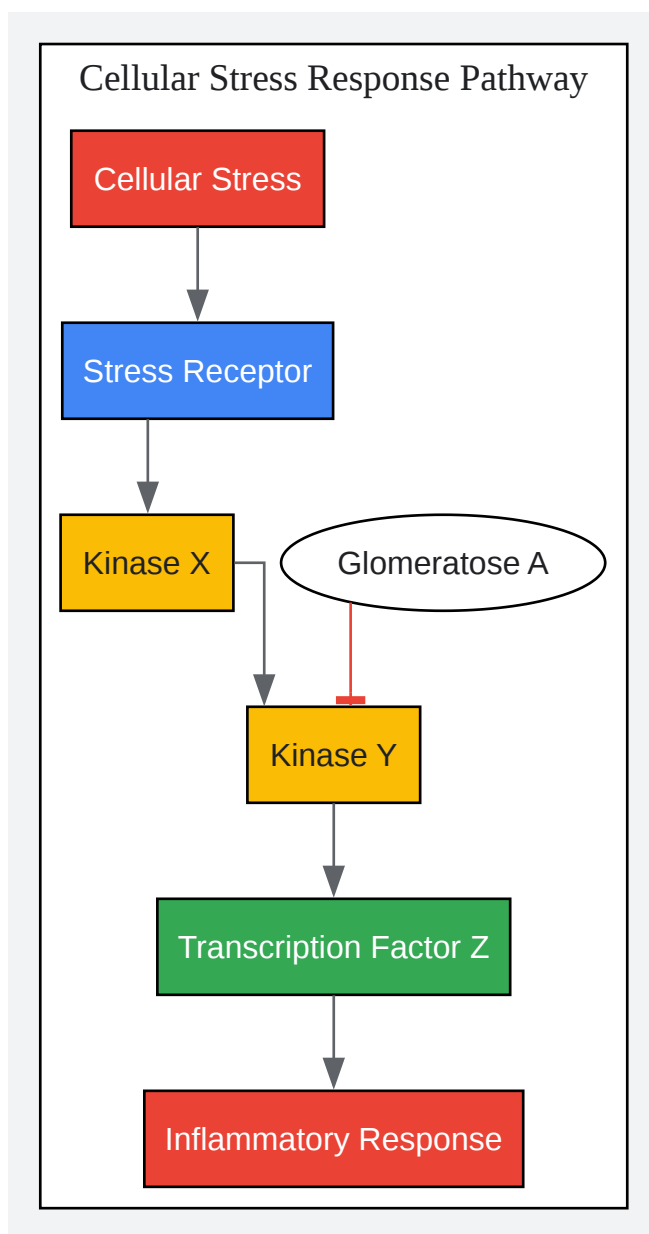 Cellular Stress Response Pathway
Cellular Stress
Stress Receptor
Kinase X
Glomeratose A
Kinase Y
Transcription Factor Z
Inflammatory Response